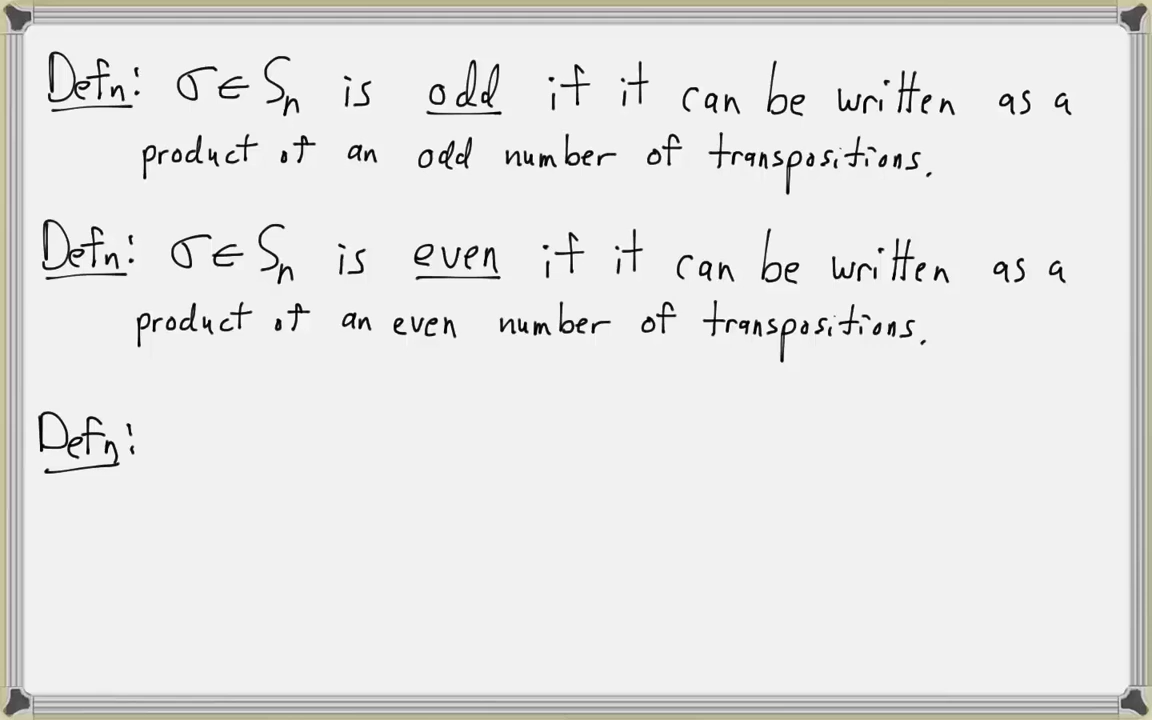 Defn: σ ∈ Sₙ is odd if it can be written as a
product of an odd number of transpositions.
Defn: σ ∈ Sₙ is even if it can be written as a
product of an even number of transpositions.
Defn: